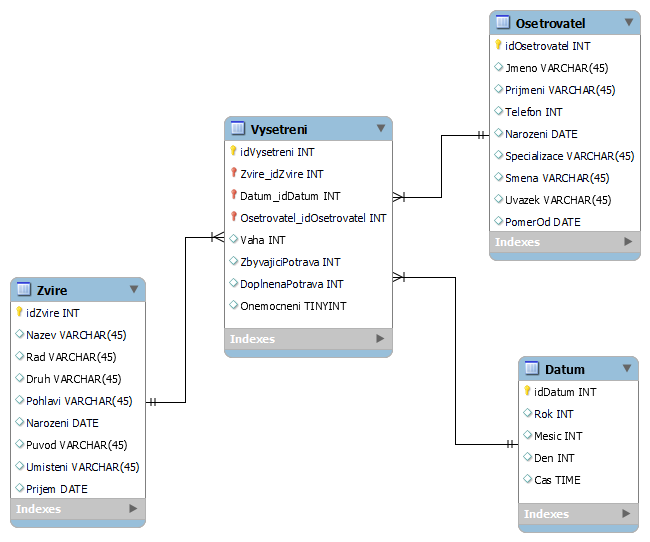 Osetrovatel
idOsetrovatel INT
Jmeno VARCHAR(45)
Prijmeni VARCHAR(45)
Telefon INT
Narozeni DATE
Specializace VARCHAR(45)
Smena VARCHAR(45)
Uvazek VARCHAR(45)
PomerOd DATE
Indexes
Vysetreni
idVysetreni INT
Zvire_idZvire INT
Datum_idDatum INT
Osetrovatel_idOsetrovatel INT
Vaha INT
ZbyvajiciPotrava INT
DoplnenaPotrava INT
Onemocneni TINYINT
Indexes
Zvire
idZvire INT
Nazev VARCHAR(45)
Rad VARCHAR(45)
Druh VARCHAR(45)
Pohlavi VARCHAR(45)
Narozeni DATE
Puvod VARCHAR(45)
Umisteni VARCHAR(45)
Prijem DATE
Indexes
Datum
idDatum INT
Rok INT
Mesic INT
Den INT
Cas TIME
Indexes